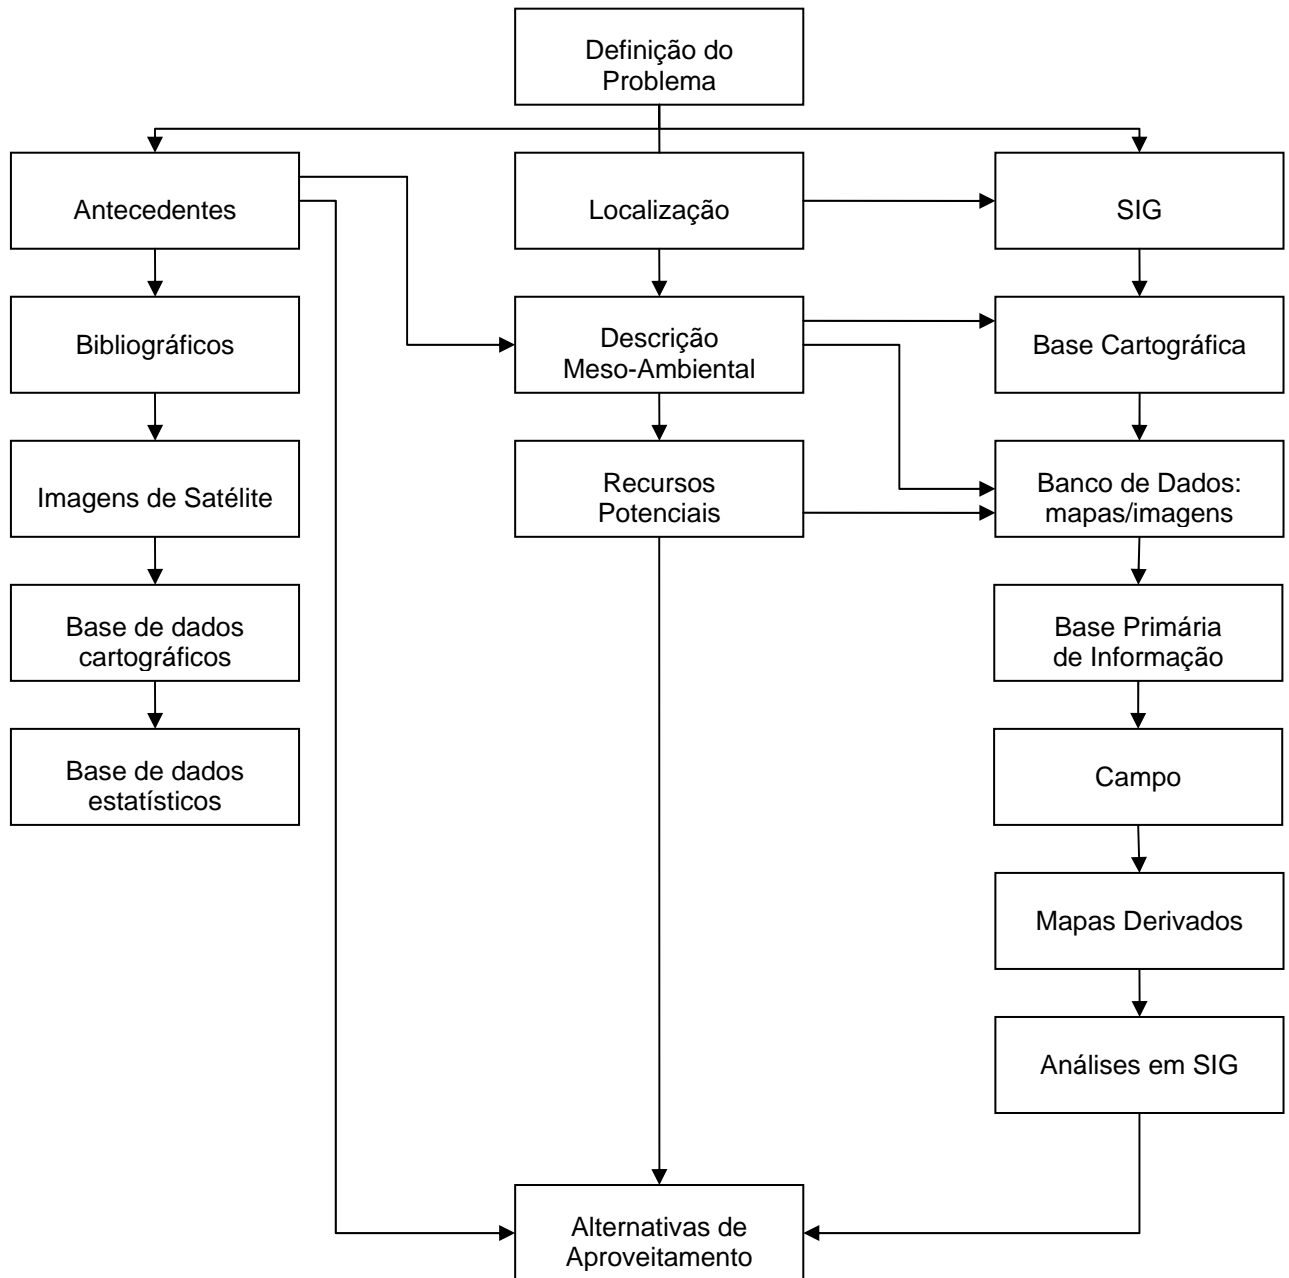 Definição do
Problema
Antecedentes
Localização
SIG
Bibliográficos
Descrição
Meso-Ambiental
Base Cartográfica
Imagens de Satélite
Recursos
Potenciais
Banco de Dados:
mapas/imagens
Base de dados
cartográficos
Base Primária
de Informação
Base de dados
estatísticos
Campo
Mapas Derivados
Análises em SIG
Alternativas de
Aproveitamento